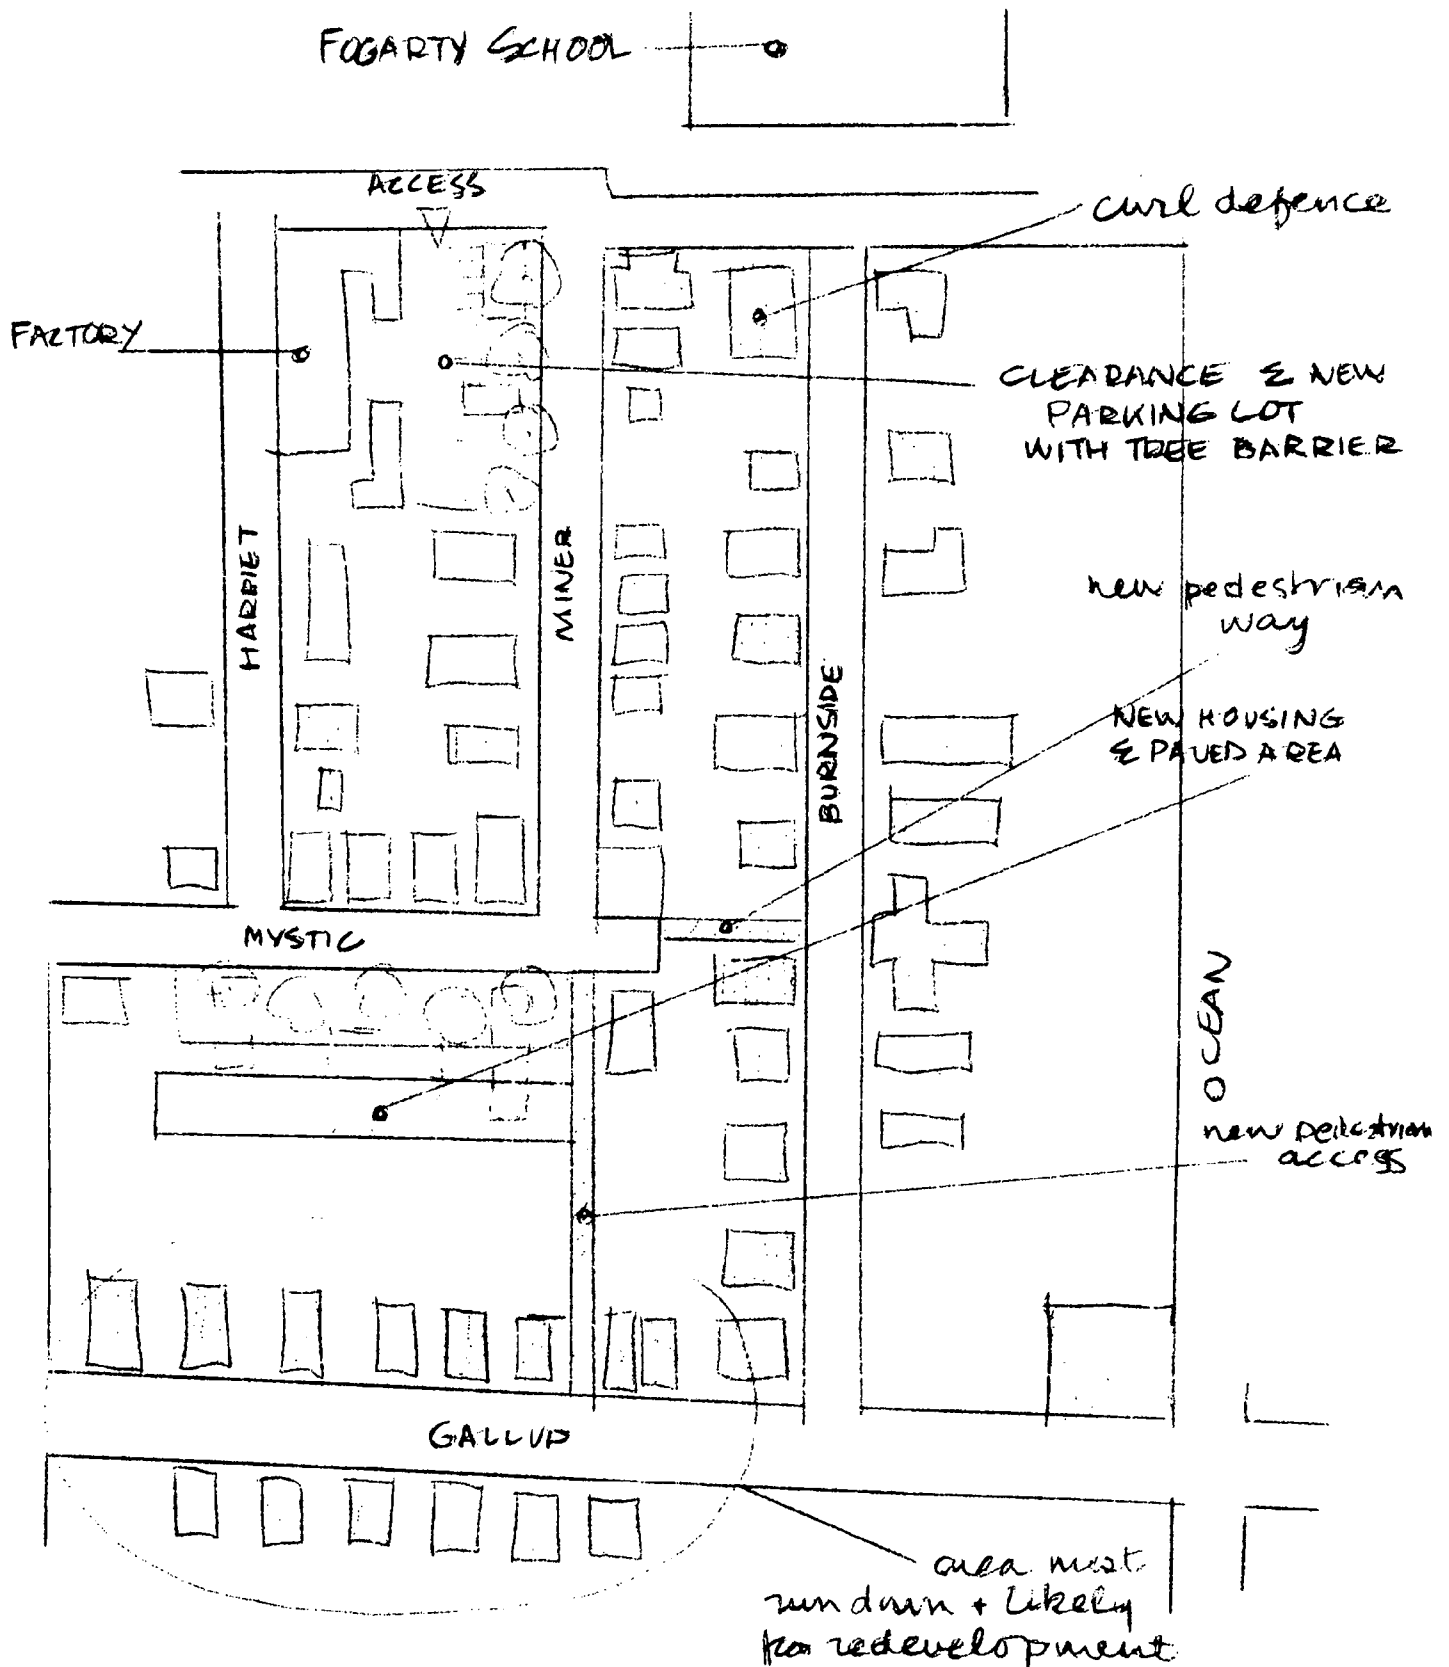 FOGARTY SCHOOL
ACCESS
civil defence
FACTORY
CLEARANCE & NEW
PARKING LOT
WITH TREE BARRIER
HARRIET
MINER
new pedestrian
way
BURNSIDE
NEW HOUSING
& PAVED AREA
MYSTIC
OCEAN
new pedestrian
access
GALLUP
area most
run down + likely
for redevelopment